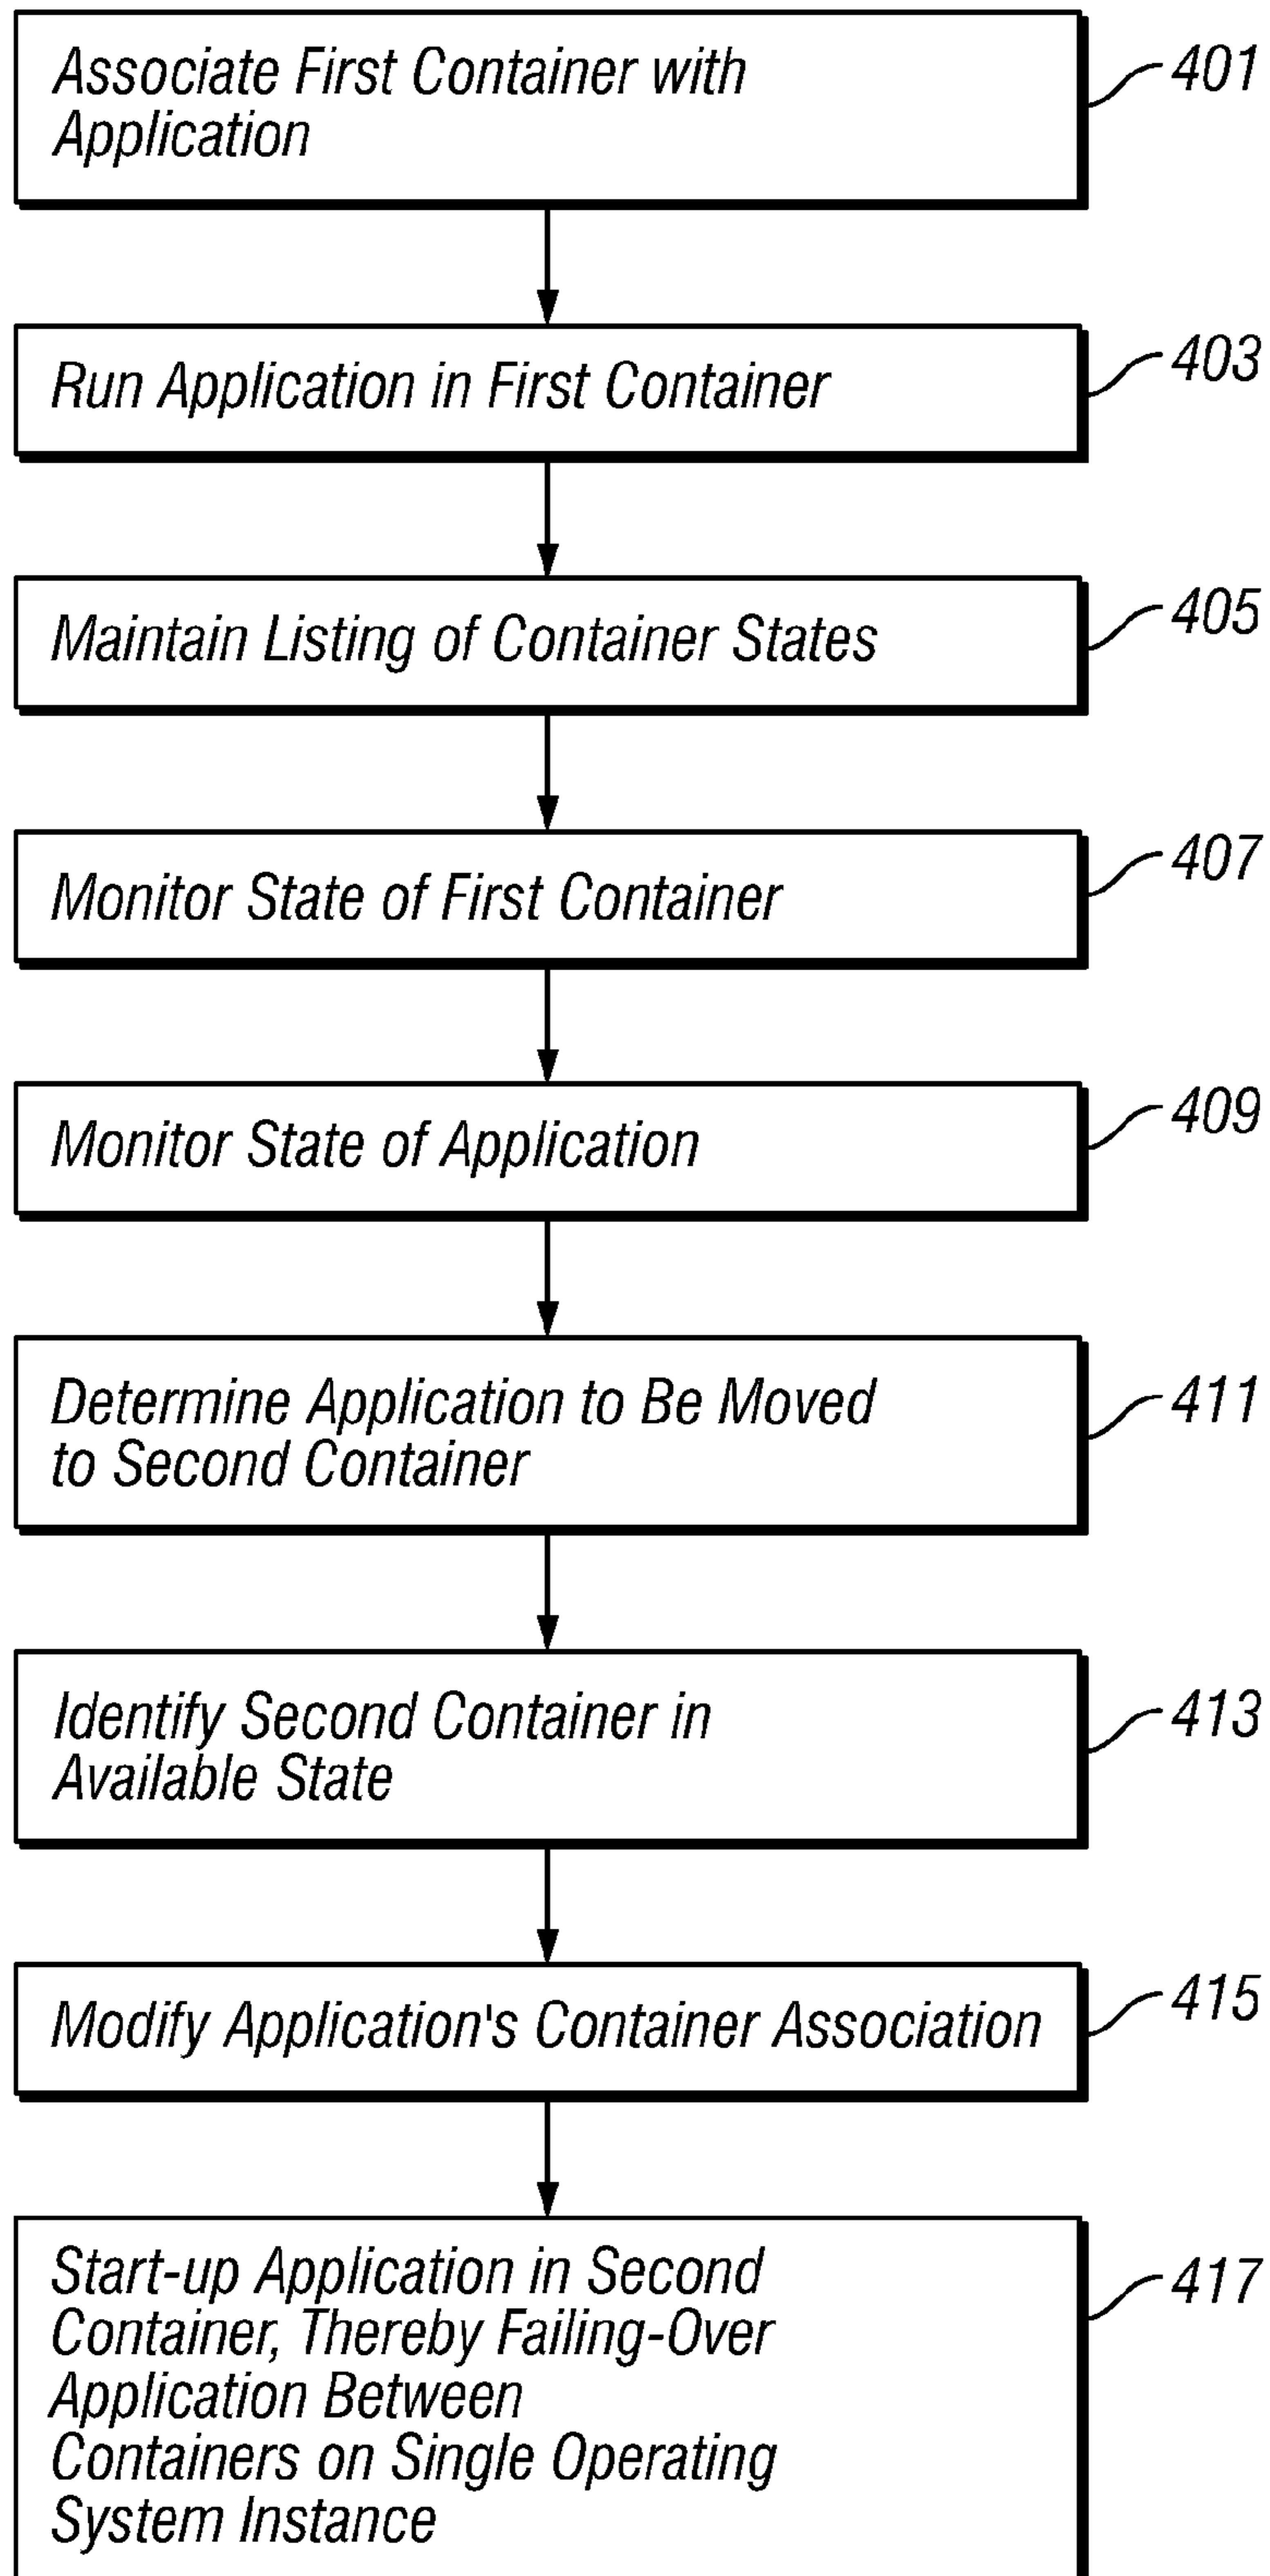 Associate First Container with
Application
401
Run Application in First Container
403
Maintain Listing of Container States
405
Monitor State of First Container
407
Monitor State of Application
409
Determine Application to Be Moved
to Second Container
411
Identify Second Container in
Available State
413
Modify Application's Container Association
415
Start-up Application in Second
Container, Thereby Failing-Over
Application Between
Containers on Single Operating
System Instance
417